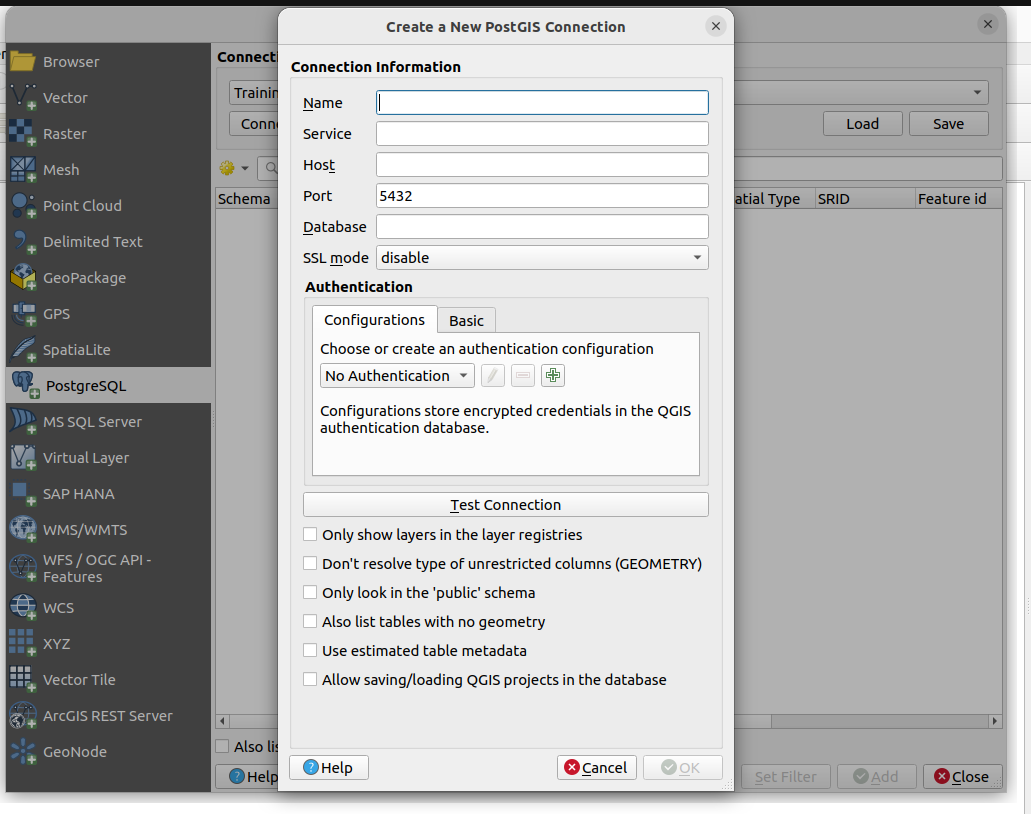 Create a New PostGIS Connection
Connection Information
Name
Service
Host
Port 5432
Database
SSL mode disable
Authentication
Configurations Basic
Choose or create an authentication configuration
No Authentication
Configurations store encrypted credentials in the QGIS
authentication database.
Test Connection
Only show layers in the layer registries
Don't resolve type of unrestricted columns (GEOMETRY)
Only look in the 'public' schema
Also list tables with no geometry
Use estimated table metadata
Allow saving/loading QGIS projects in the database
Help Cancel OK
Browser
Vector
Raster
Mesh
Point Cloud
Delimited Text
GeoPackage
GPS
SpatiaLite
PostgreSQL
MS SQL Server
Virtual Layer
SAP HANA
WMS/WMTS
WFS / OGC API -
Features
WCS
XYZ
Vector Tile
ArcGIS REST Server
GeoNode
Connecti
Trainin
Conne Load Save
Schema atial Type SRID Feature id
Also lis
Help Set Filter Add Close